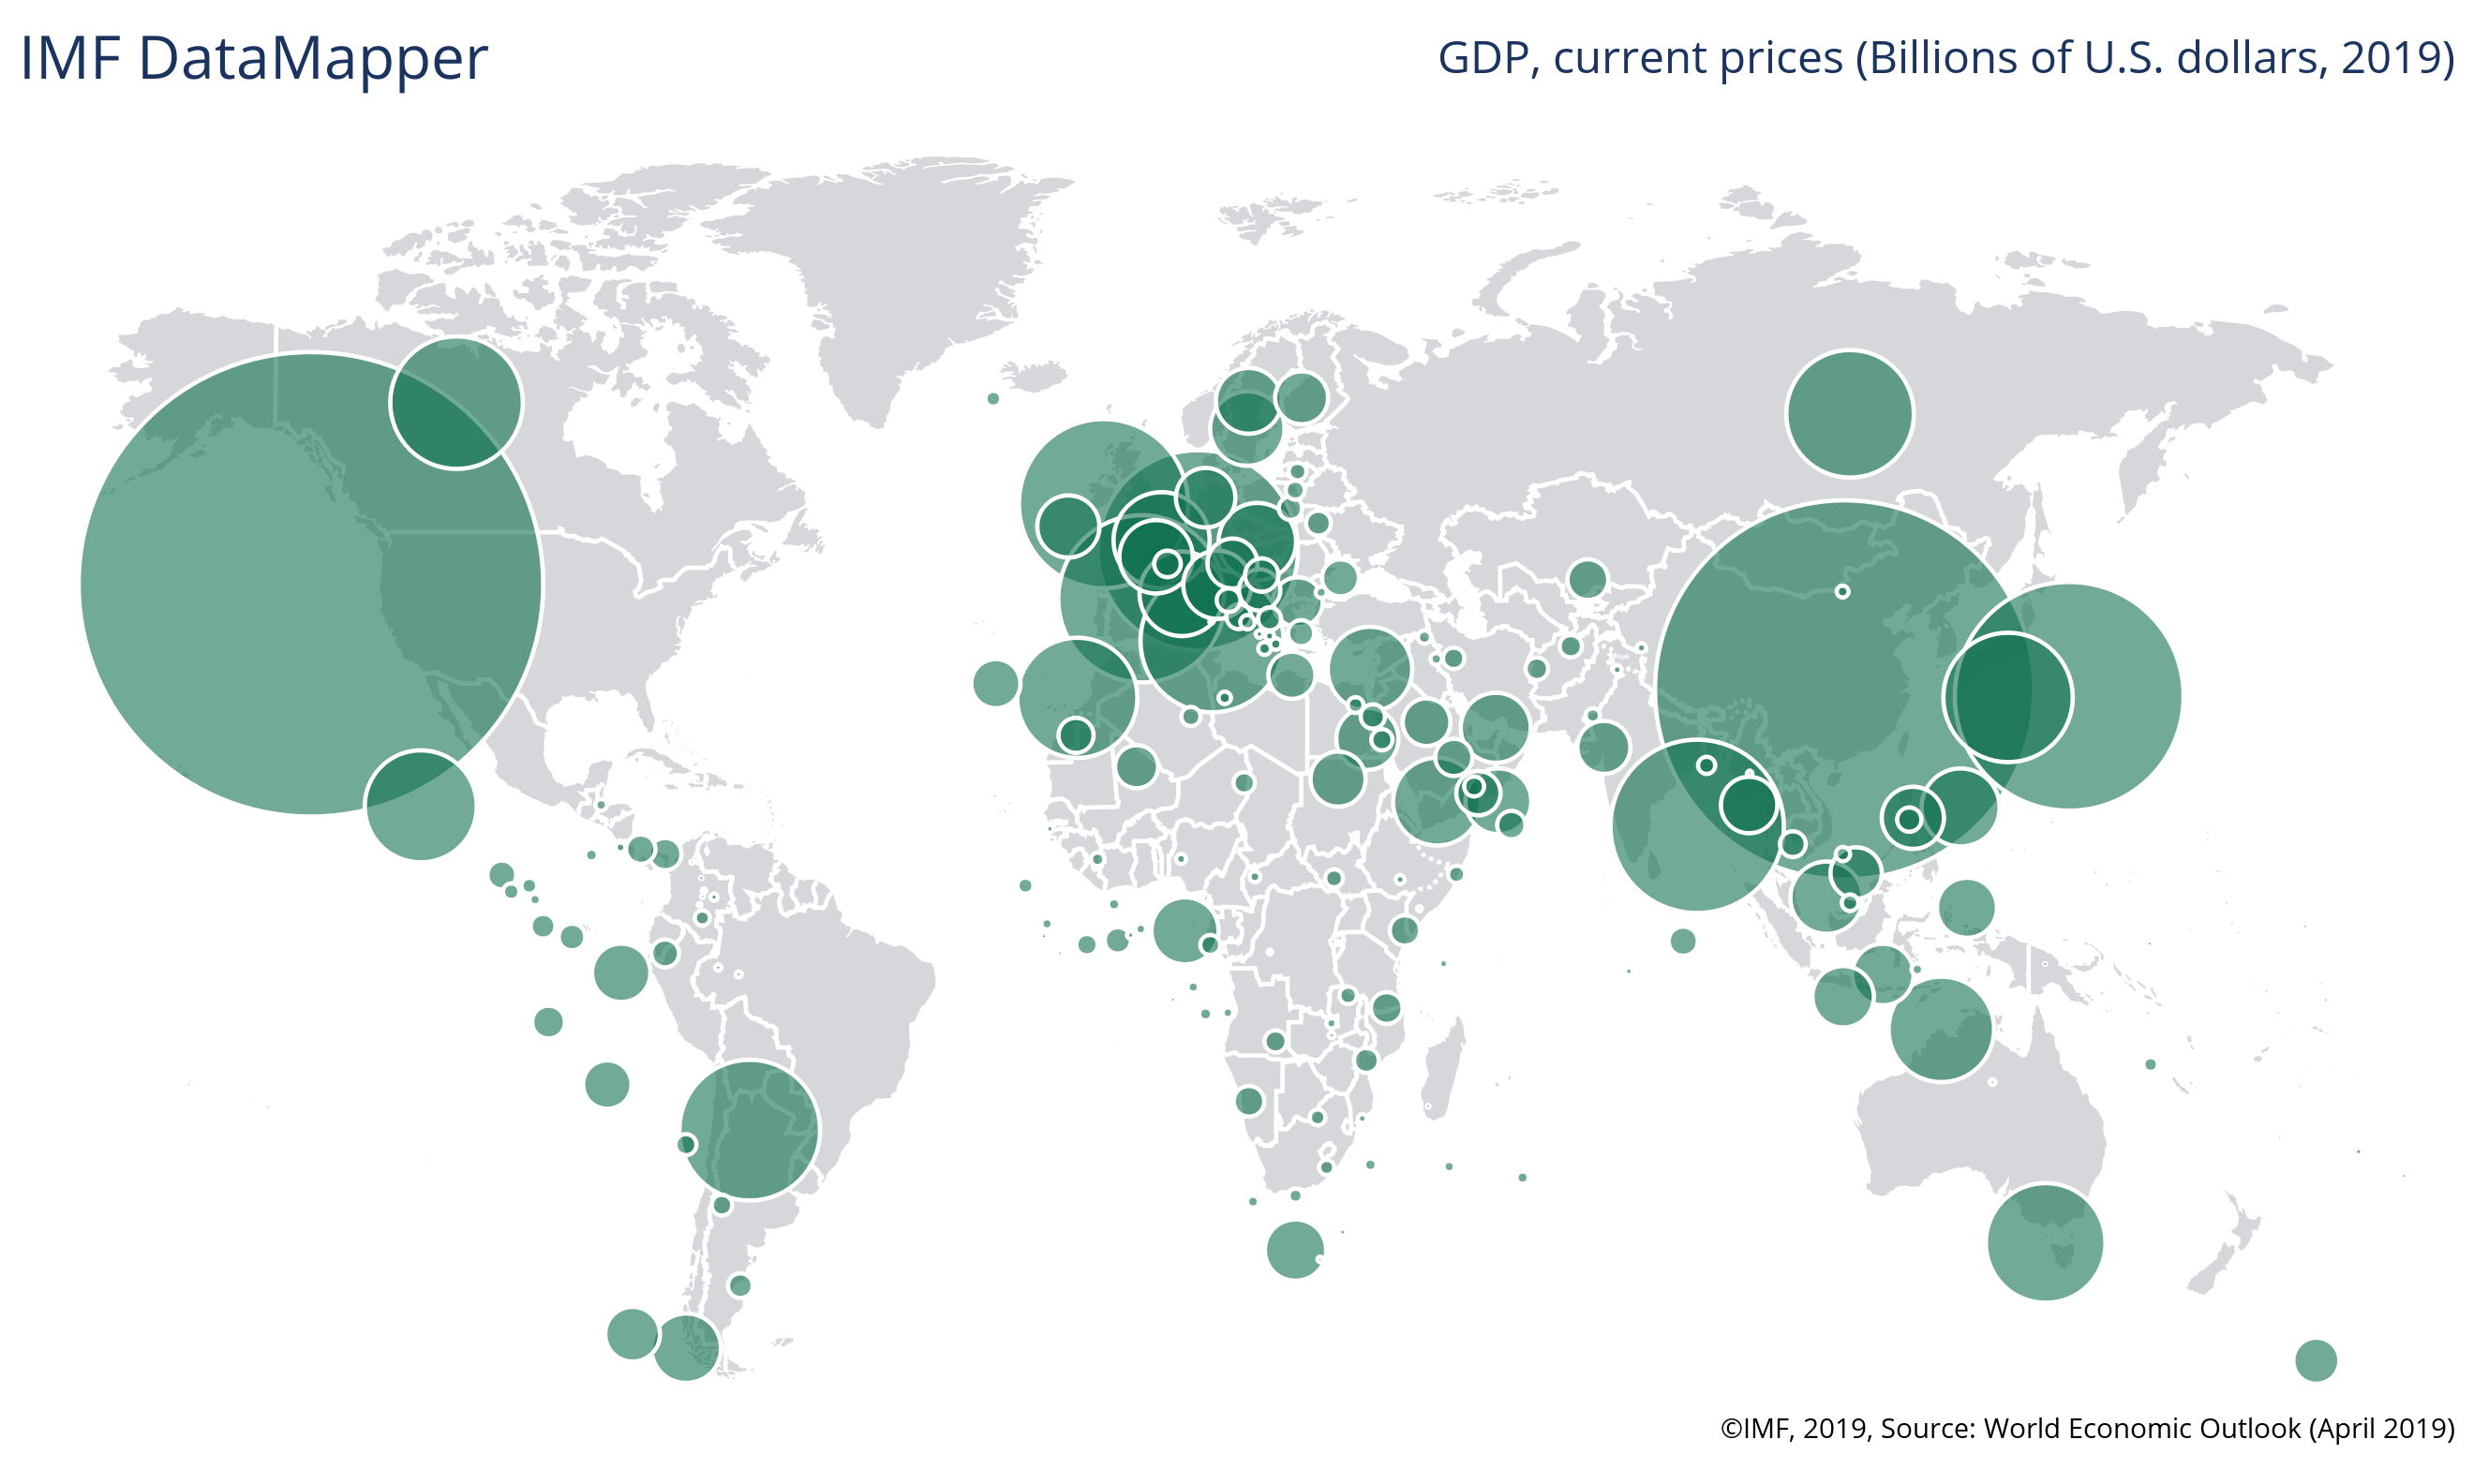 IMF DataMapper
GDP, current prices (Billions of U.S. dollars, 2019)
©IMF, 2019, Source: World Economic Outlook (April 2019)